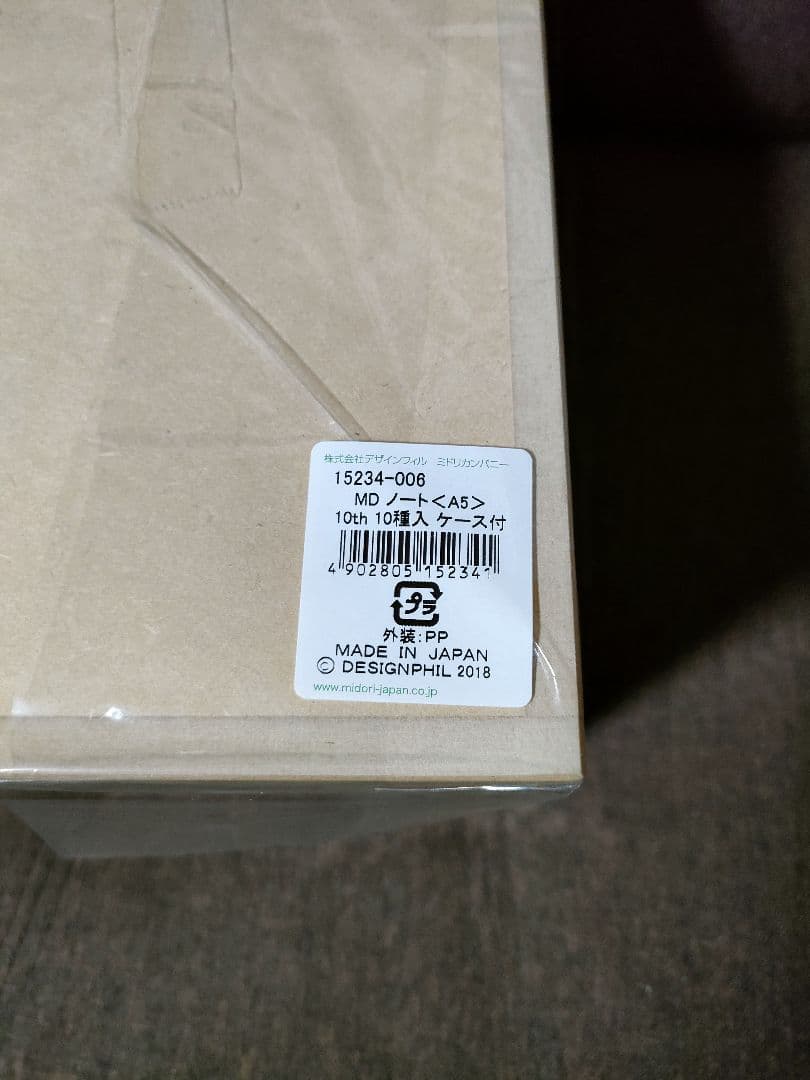 株式会社デザインフィル ミドリカンパニー
15234-006
MD ノート<A5>
10th 10種入 ケース付
4 902805 152341
プラ
外装:PP
MADE IN JAPAN
© DESIGNPHIL 2018
www.midori-japan.co.jp